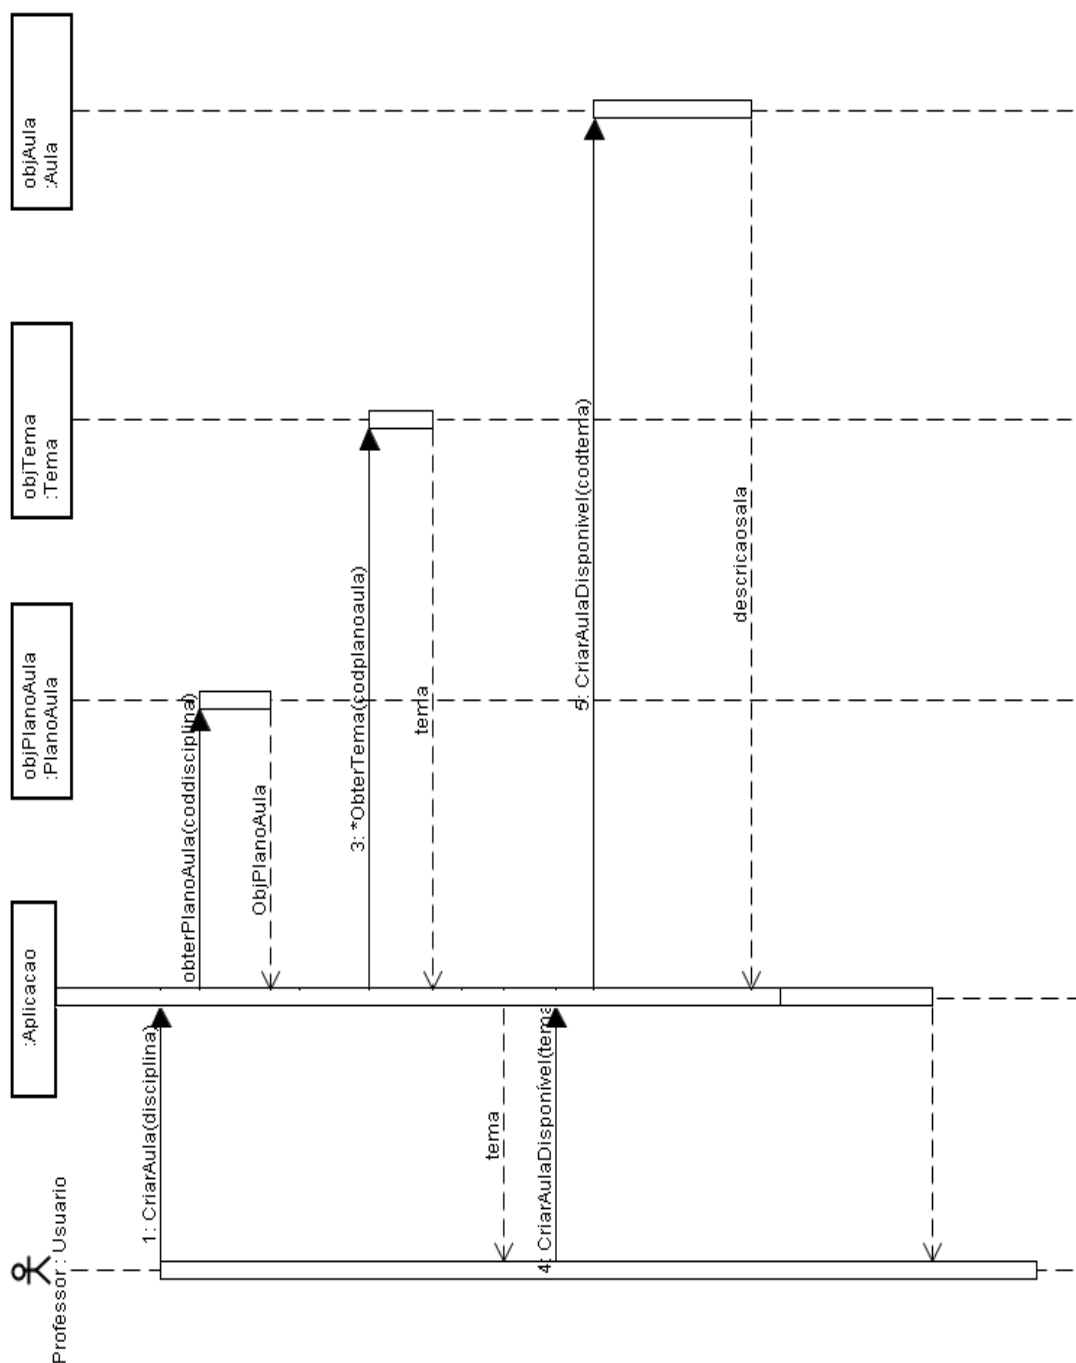 Professor : Usuario
:Aplicacao
objPlanoAula
:PlanoAula
objTema
:Tema
objAula
:Aula
1: CriarAula(disciplina)
obterPlanoAula(coddisciplina)
ObjPlanoAula
3: *ObterTema(codplanoaula)
tema
tema
4: CriarAulaDisponível(tema
5: CriarAulaDisponivel(codtema)
descricaosala